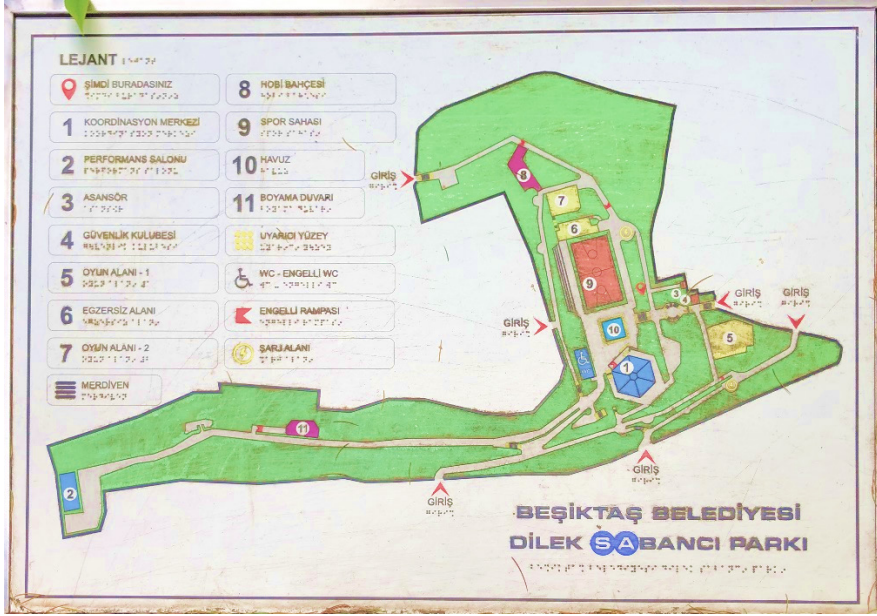 LEJANT
ŞİMDİ BURADASINIZ
1 KOORDİNASYON MERKEZİ
2 PERFORMANS SALONU
3 ASANSÖR
4 GÜVENLİK KULUBESİ
5 OYUN ALANI - 1
6 EGZERSİZ ALANI
7 OYUN ALANI - 2
MERDİVEN
8 HOBİ BAHÇESİ
9 SPOR SAHASI
10 HAVUZ
11 BOYAMA DUVARI
UYARICI YÜZEY
WC - ENGELLİ WC
ENGELLİ RAMPASI
ŞARJ ALANI
GİRİŞ
8
7
6
9
3
4
GİRİŞ
GİRİŞ
GİRİŞ
10
5
1
11
2
GİRİŞ
GİRİŞ
BEŞİKTAŞ BELEDİYESİ
DİLEK SABANCI PARKI